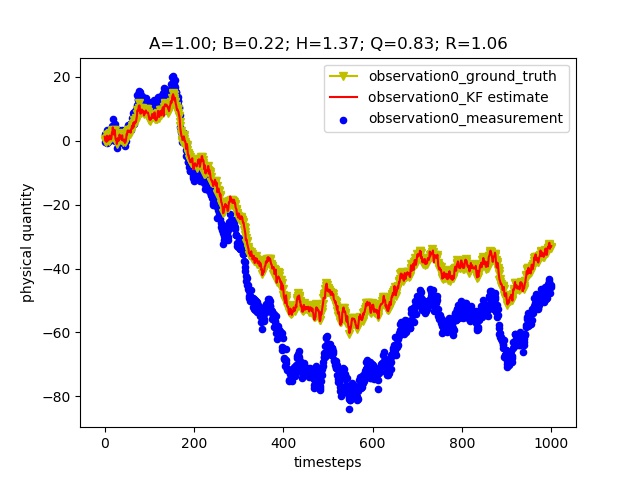 A=1.00; B=0.22; H=1.37; Q=0.83; R=1.06
observation0_ground_truth
observation0_KF estimate
observation0_measurement
physical quantity
20
0
−20
−40
−60
−80
0 200 400 600 800 1000
timesteps